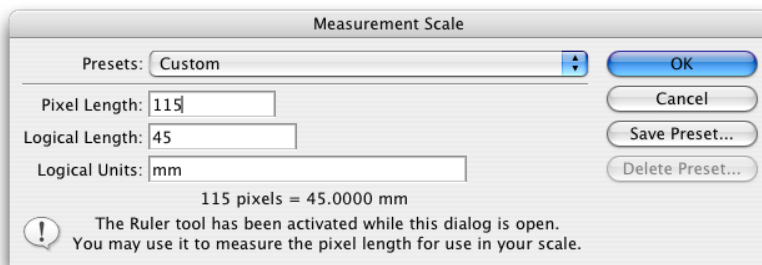 Measurement Scale
Presets: Custom
OK
Pixel Length: 115
Cancel
Logical Length: 45
Save Preset...
Logical Units: mm
Delete Preset...
115 pixels = 45.0000 mm
The Ruler tool has been activated while this dialog is open.
You may use it to measure the pixel length for use in your scale.